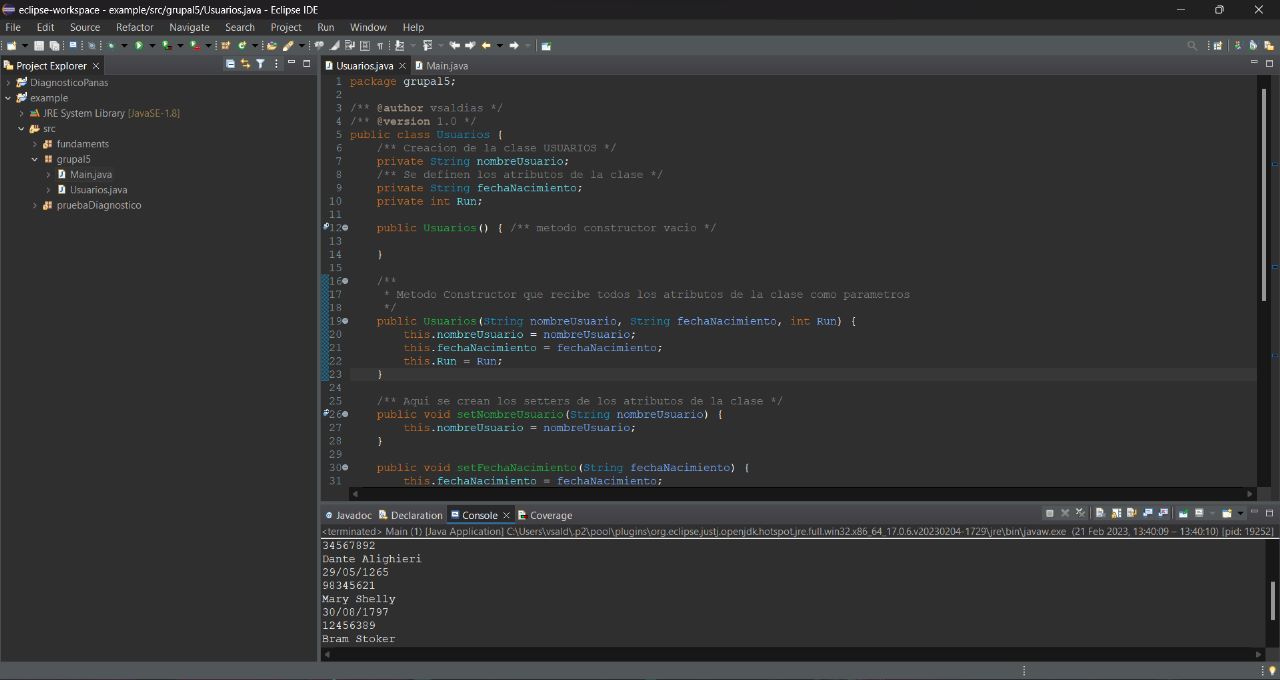 eclipse-workspace - example/src/grupal5/Usuarios.java - Eclipse IDE
File Edit Source Refactor Navigate Search Project Run Window Help
Project Explorer
DiagnosticoPanas
example
JRE System Library [JavaSE-1.8]
src
fundaments
grupal5
Main.java
Usuarios.java
pruebaDiagnostico
Usuarios.java Main.java
1 package grupal5;
2
3 /** @author vsaldias */
4 /** @version 1.0 */
5 public class Usuarios {
6 /** Creacion de la clase USUARIOS */
7 private String nombreUsuario;
8 /** Se definen los atributos de la clase */
9 private String fechaNacimiento;
10 private int Run;
11
12 public Usuarios() { /** metodo constructor vacio */
13
14 }
15
16 /**
17 * Metodo Constructor que recibe todos los atributos de la clase como parametros
18 */
19 public Usuarios(String nombreUsuario, String fechaNacimiento, int Run) {
20 this.nombreUsuario = nombreUsuario;
21 this.fechaNacimiento = fechaNacimiento;
22 this.Run = Run;
23 }
24
25 /** Aqui se crean los setters de los atributos de la clase */
26 public void setNombreUsuario(String nombreUsuario) {
27 this.nombreUsuario = nombreUsuario;
28 }
29
30 public void setFechaNacimiento(String fechaNacimiento) {
31 this.fechaNacimiento = fechaNacimiento;
Javadoc Declaration Console Coverage
<terminated> Main (1) [Java Application] C:\Users\vsald\.p2\pool\plugins\org.eclipse.justj.openjdk.hotspot.jre.full.win32.x86_64_17.0.6.v20230204-1729\jre\bin\javaw.exe (21 Feb 2023, 13:40:09 – 13:40:10) [pid: 19252]
34567892
Dante Alighieri
29/05/1265
98345621
Mary Shelly
30/08/1797
12456389
Bram Stoker